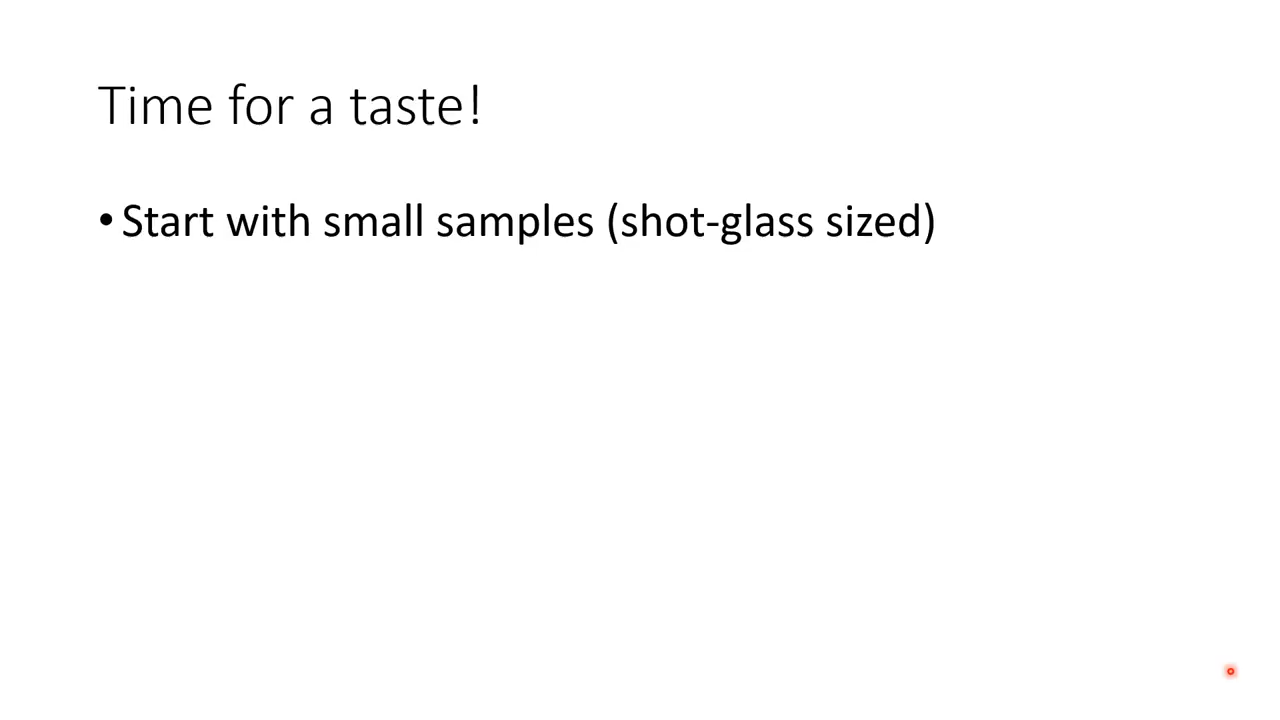 Time for a taste!
• Start with small samples (shot-glass sized)